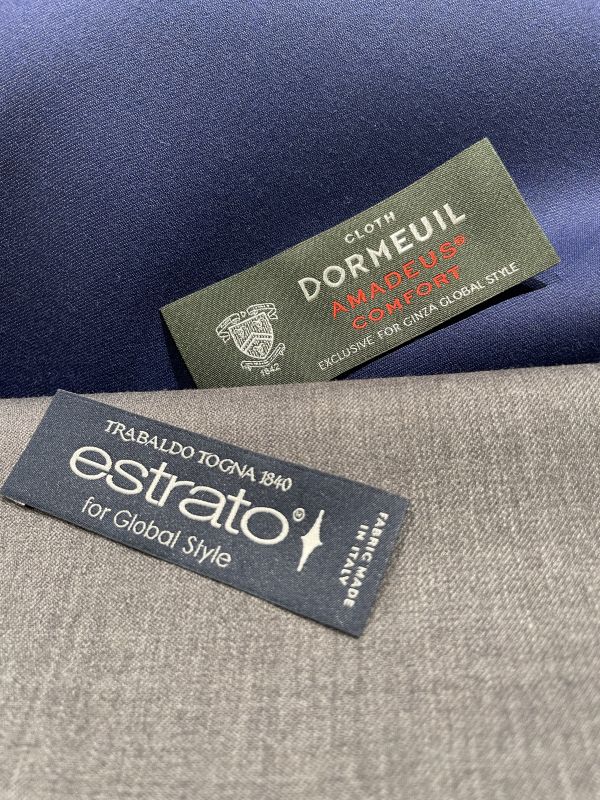 CLOTH
DORMEUIL
AMADEUS®
COMFORT
EXCLUSIVE FOR GINZA GLOBAL STYLE
1842
TRABALDO TOGNA 1840
estrato®
for Global Style
FABRIC MADE
IN ITALY